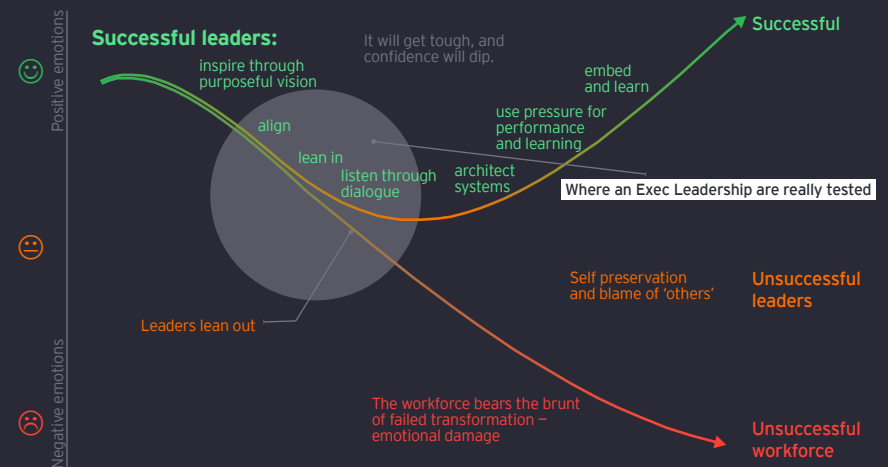 Positive emotions
Negative emotions
Successful leaders:
It will get tough, and
confidence will dip.
Successful
inspire through
purposeful vision
align
lean in
listen through
dialogue
architect
systems
use pressure for
performance
and learning
embed
and learn
Where an Exec Leadership are really tested
Leaders lean out
Self preservation
and blame of ‘others’
Unsuccessful
leaders
The workforce bears the brunt
of failed transformation –
emotional damage
Unsuccessful
workforce